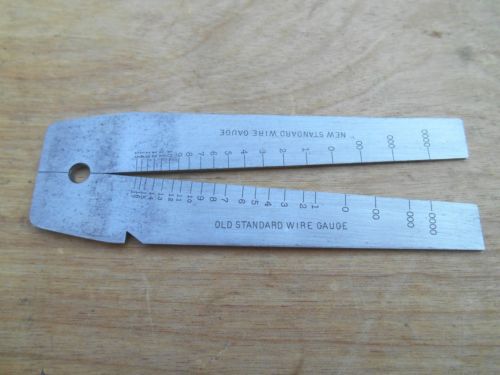 NEW STANDARD WIRE GAUGE
10 9 8 7 6 5 4 3 2 1 0 00 000 0000
12 11 10 9 8 7 6 5 4 3 2 1 0 00 000 0000
OLD STANDARD WIRE GAUGE